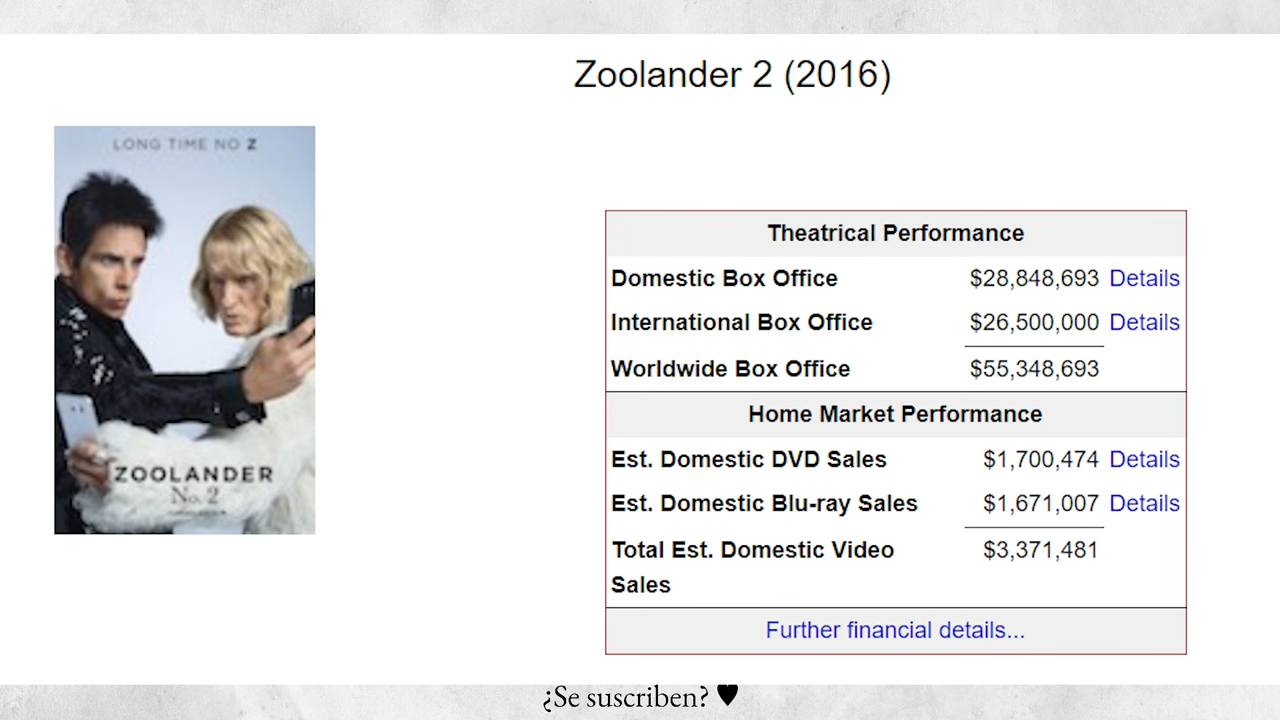 Zoolander 2 (2016)
LONG TIME NO Z
ZOOLANDER
No. 2
Theatrical Performance
Domestic Box Office $28,848,693 Details
International Box Office $26,500,000 Details
Worldwide Box Office $55,348,693
Home Market Performance
Est. Domestic DVD Sales $1,700,474 Details
Est. Domestic Blu-ray Sales $1,671,007 Details
Total Est. Domestic Video $3,371,481
Sales
Further financial details...
¿Se suscriben? ♥